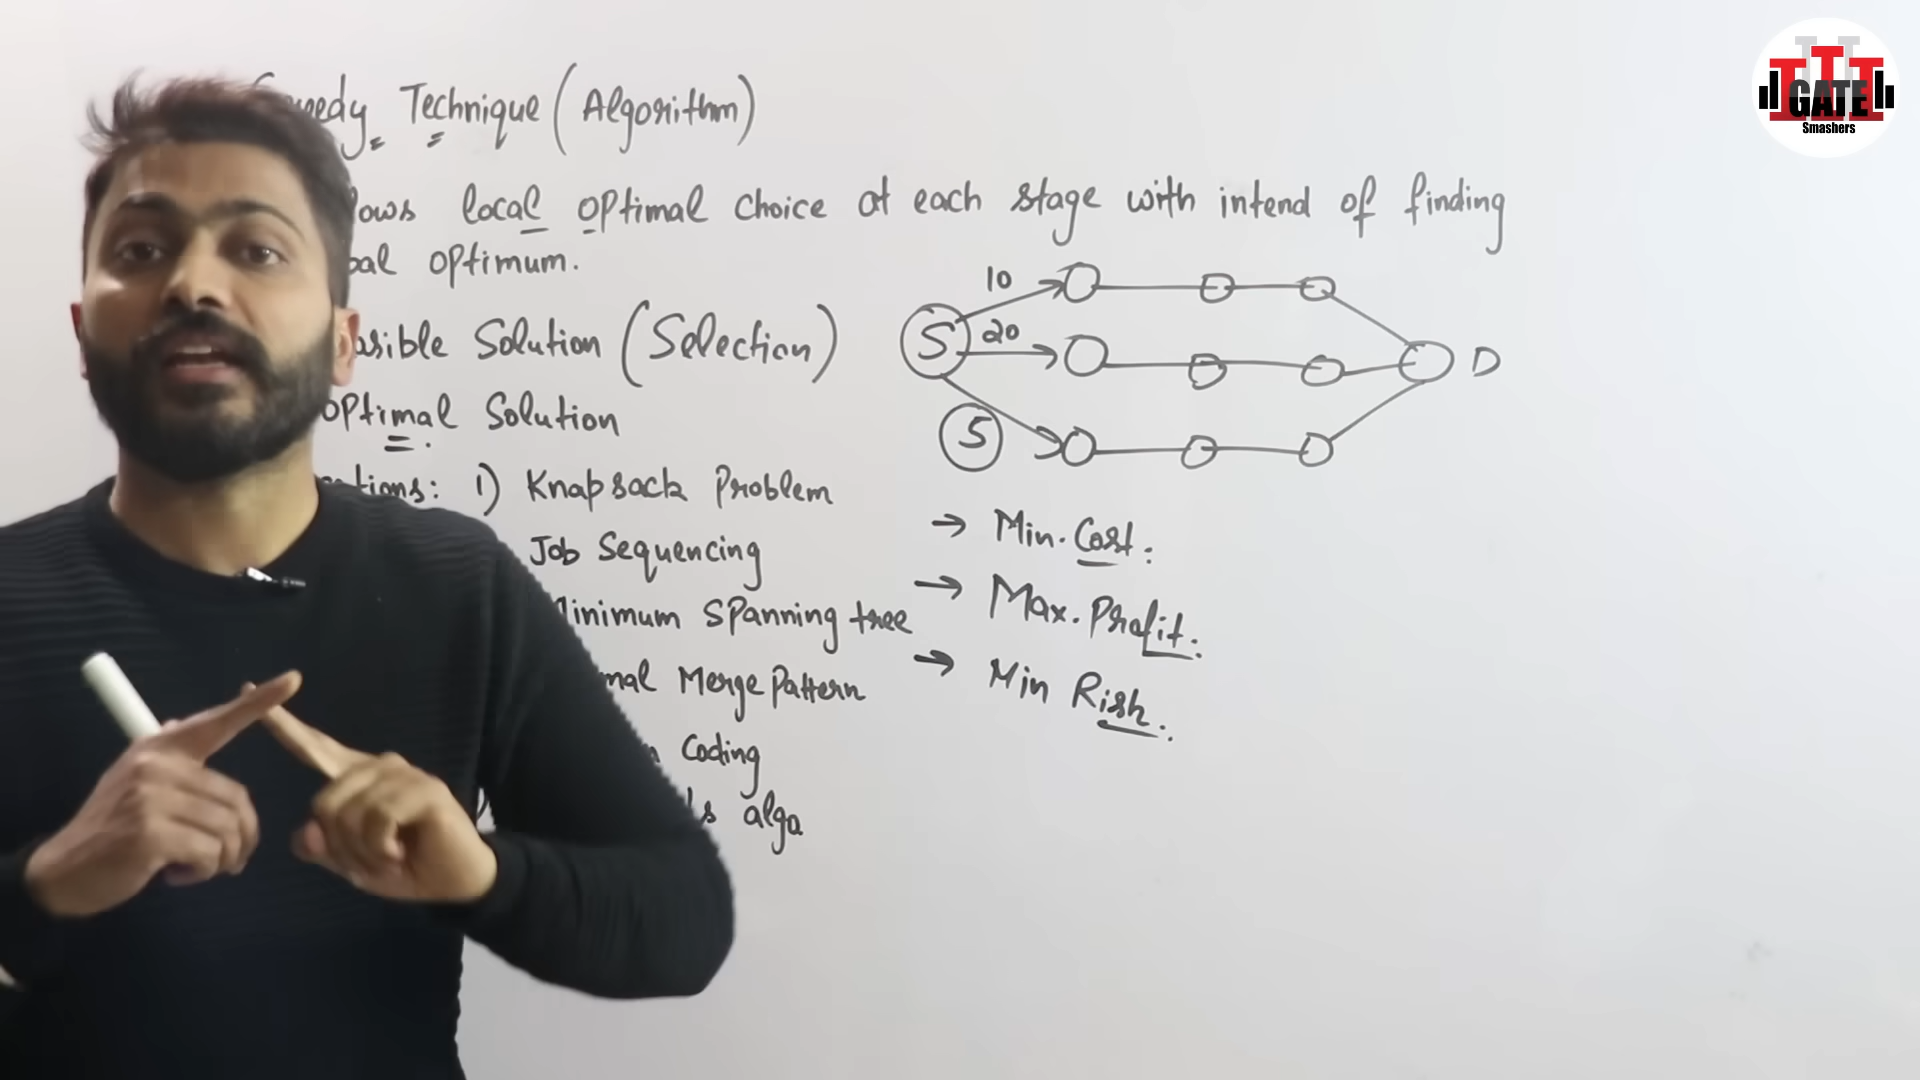 Technique (Algorithm)
local optimal choice at each stage with intend of finding
optimum.
Solution (Selection)
optimal Solution
1) Knapsack Problem
Job Sequencing
Minimum Spanning tree
Merge Pattern
Coding
algo
10
S
20
5
D
→ Min. Cost.
→ Max. Profit.
→ Min Risk.
GATE
Smashers